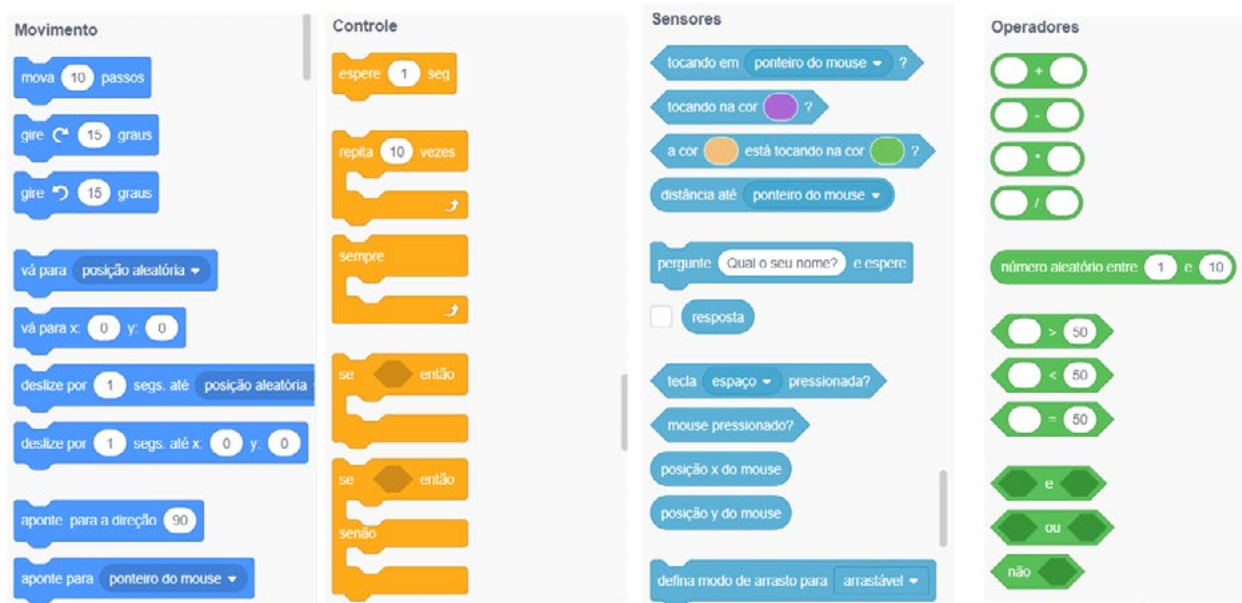 Movimento
mova 10 passos
gire 15 graus
gire 15 graus
vá para posição aleatória
vá para x: 0 y: 0
deslize por 1 segs. até posição aleatória
deslize por 1 segs. até x: 0 y: 0
aponte para a direção 90
aponte para ponteiro do mouse
Controle
espere 1 seg
repita 10 vezes
sempre
se então
se então
senão
Sensores
tocando em ponteiro do mouse ?
tocando na cor ?
a cor está tocando na cor ?
distância até ponteiro do mouse
pergunte Qual o seu nome? e espere
resposta
tecla espaço pressionada?
mouse pressionado?
posição x do mouse
posição y do mouse
defina modo de arrasto para arrastável
Operadores
+
-
*
/
número aleatório entre 1 e 10
> 50
< 50
= 50
e
ou
não